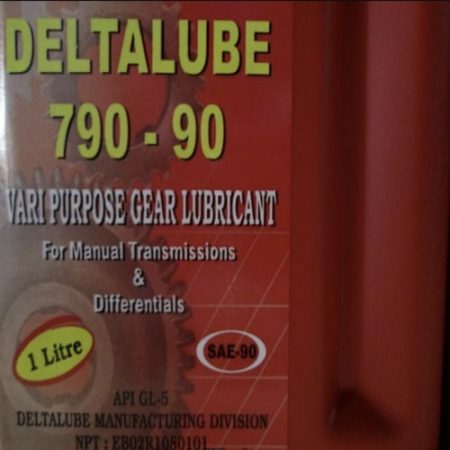 DELTALUBE
790 - 90
VARI PURPOSE GEAR LUBRICANT
For Manual Transmissions
&
Differentials
1 Litre
SAE-90
API GL-5
DELTALUBE MANUFACTURING DIVISION
NPT : EB02R1080101